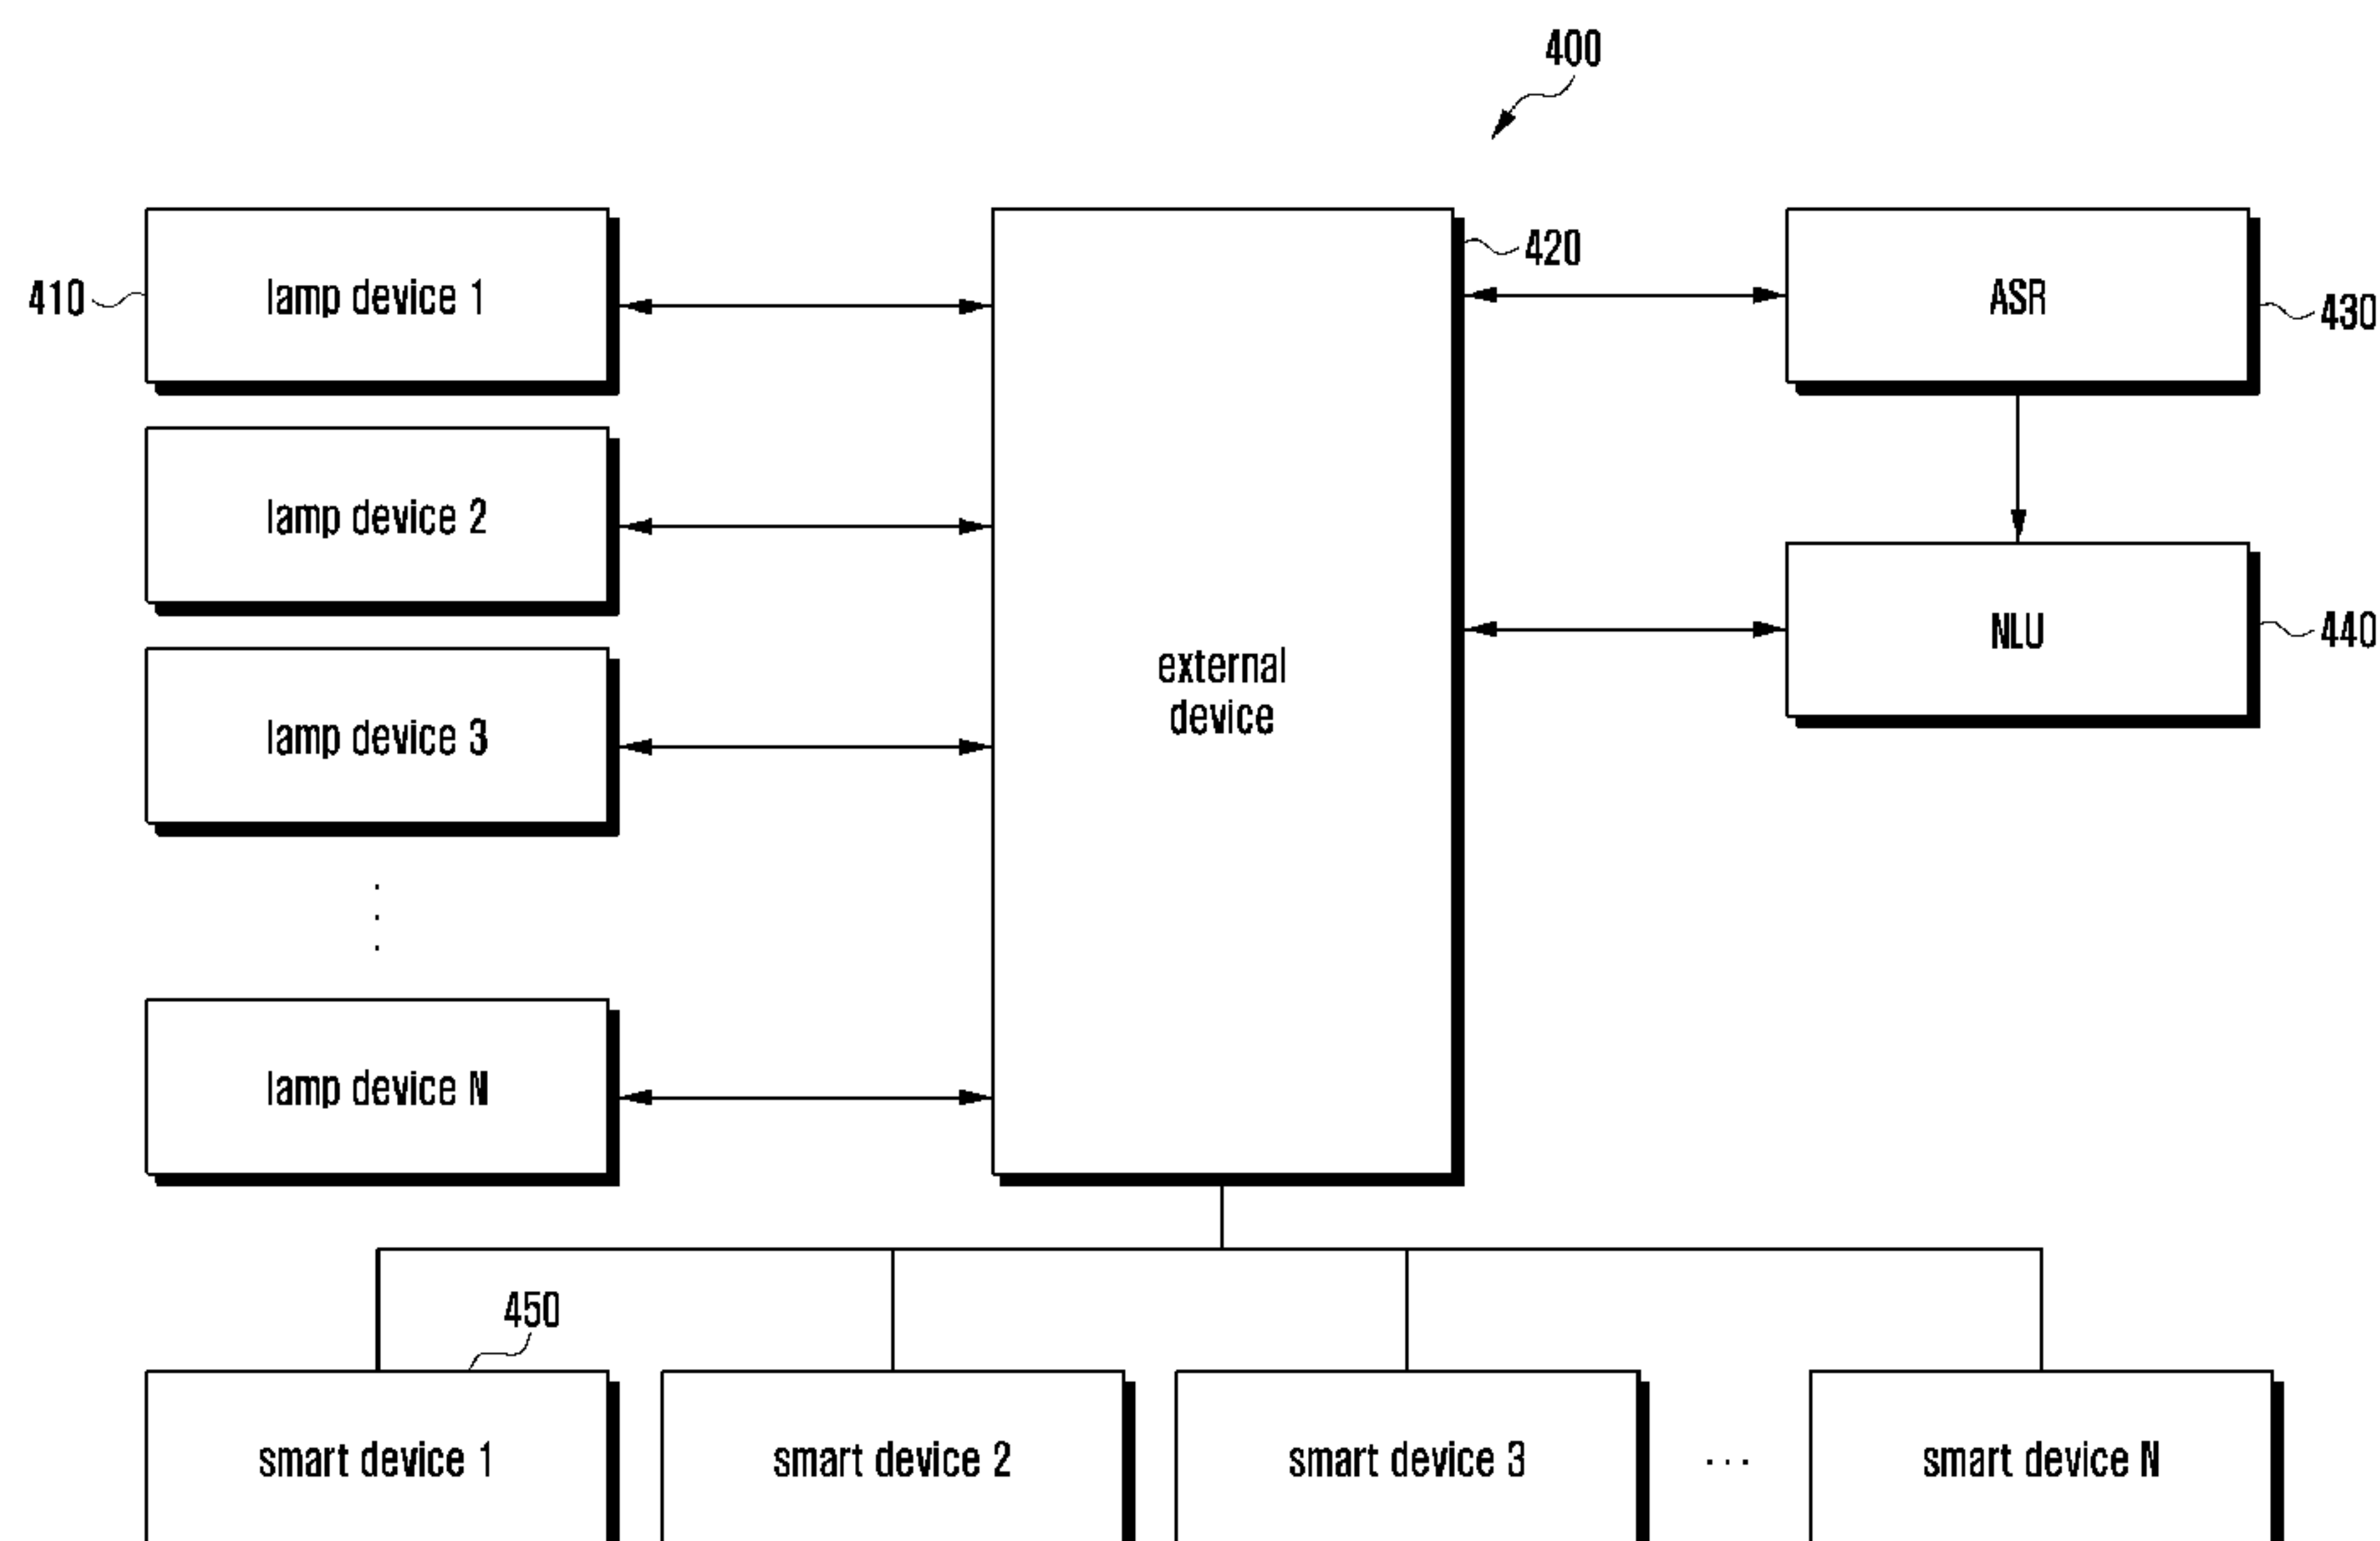 400
410
lamp device 1
420
ASR
430
lamp device 2
lamp device 3
external
device
NLU
440
lamp device N
450
smart device 1
smart device 2
smart device 3
...
smart device N